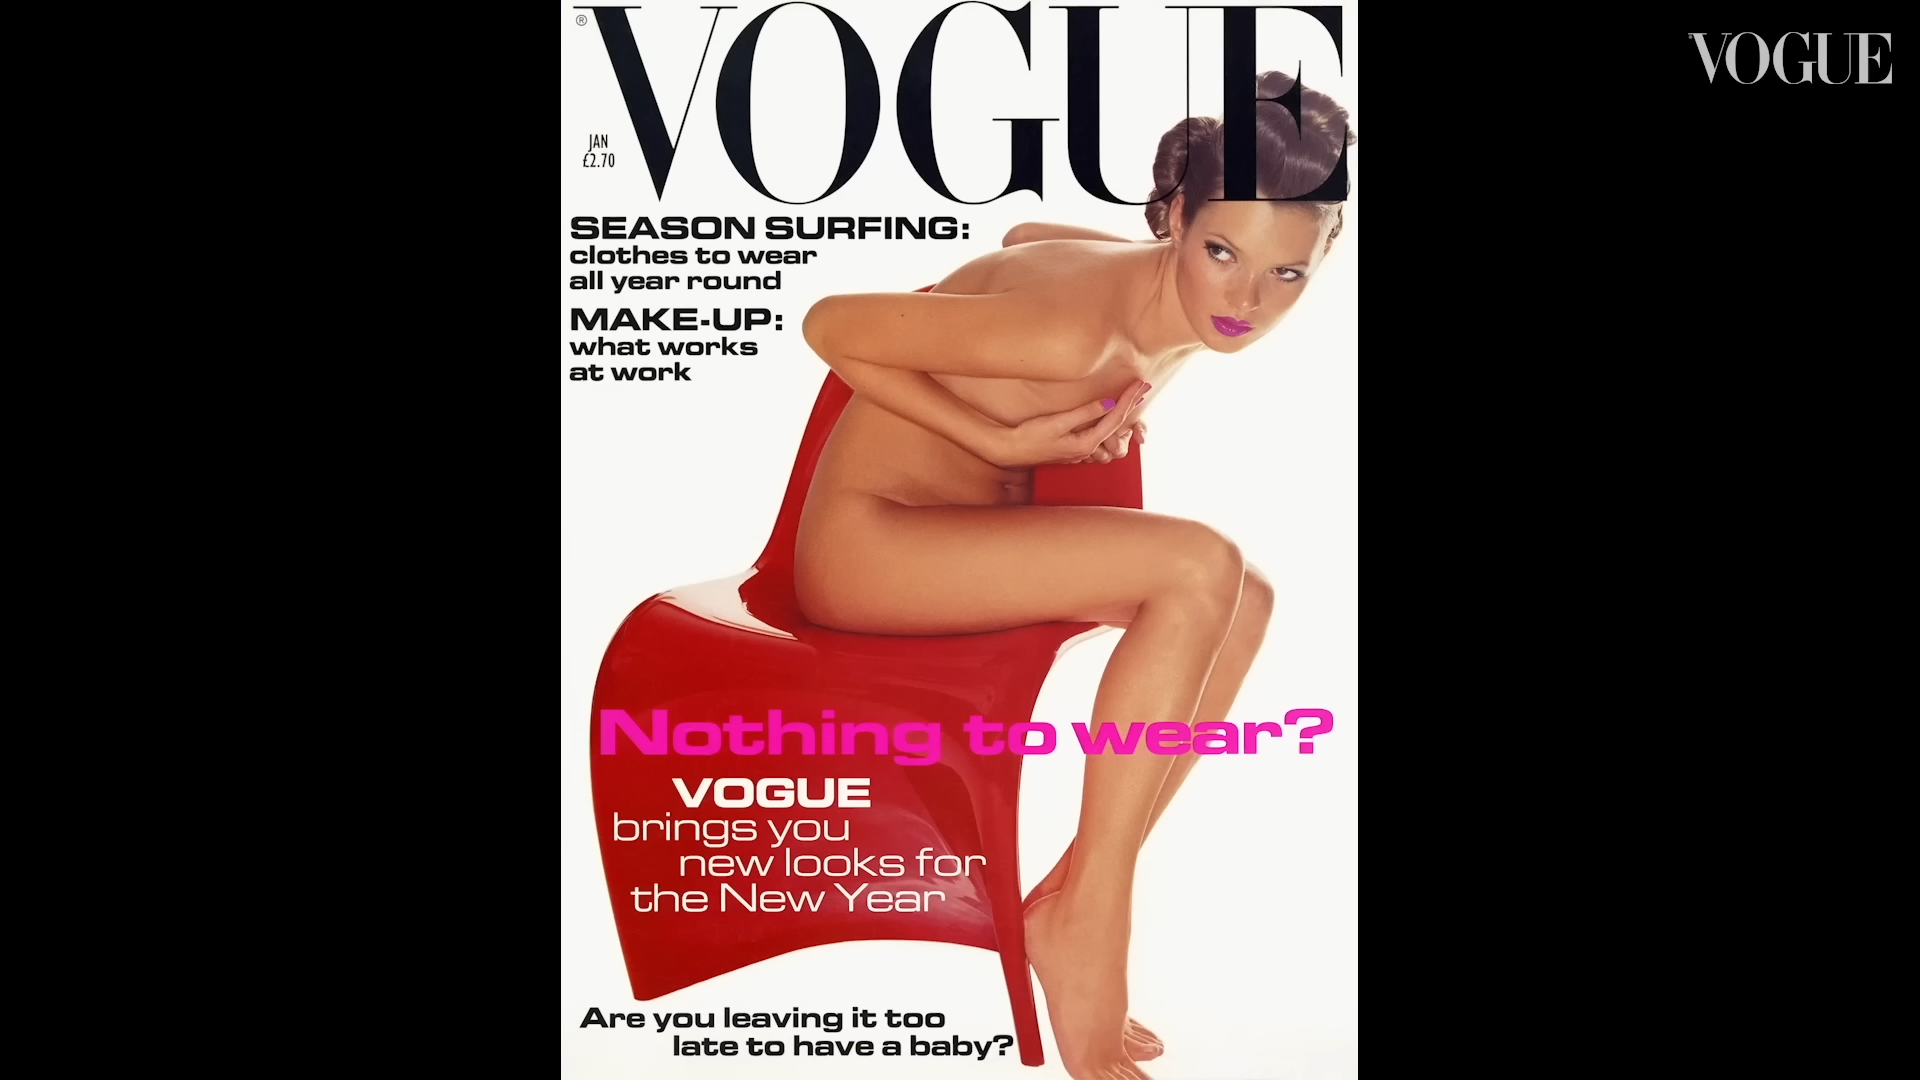 ®
VOGUE
VOGUE
JAN
£2.70
SEASON SURFING:
clothes to wear
all year round
MAKE-UP:
what works
at work
Nothing to wear?
VOGUE
brings you
new looks for
the New Year
Are you leaving it too
late to have a baby?